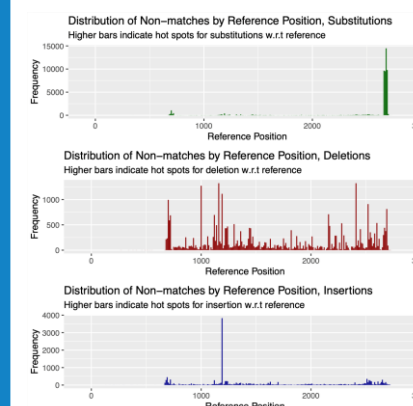 Distribution of Non−matches by Reference Position, Substitutions
Higher bars indicate hot spots for substitutions w.r.t reference
15000
10000
5000
0
Frequency
0 1000 2000
Reference Position
Distribution of Non−matches by Reference Position, Deletions
Higher bars indicate hot spots for deletion w.r.t reference
1000
500
0
Frequency
0 1000 2000
Reference Position
Distribution of Non−matches by Reference Position, Insertions
Higher bars indicate hot spots for insertion w.r.t reference
4000
3000
2000
1000
0
Frequency
0 1000 2000
Reference Position